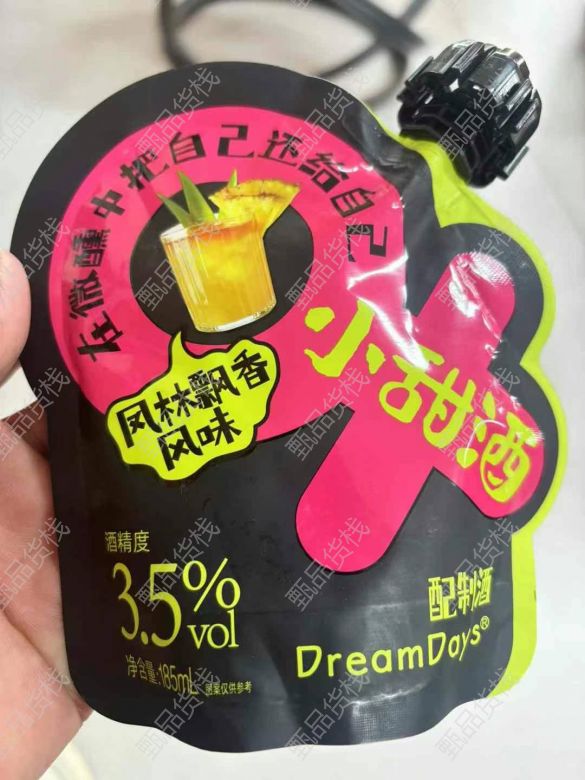 在微醺中把自己还给自己
小甜酒
风林飘香
风味
酒精度
3.5%
vol
净含量:185mL
图案仅供参考
配制酒
DreamDays®
甄品货栈